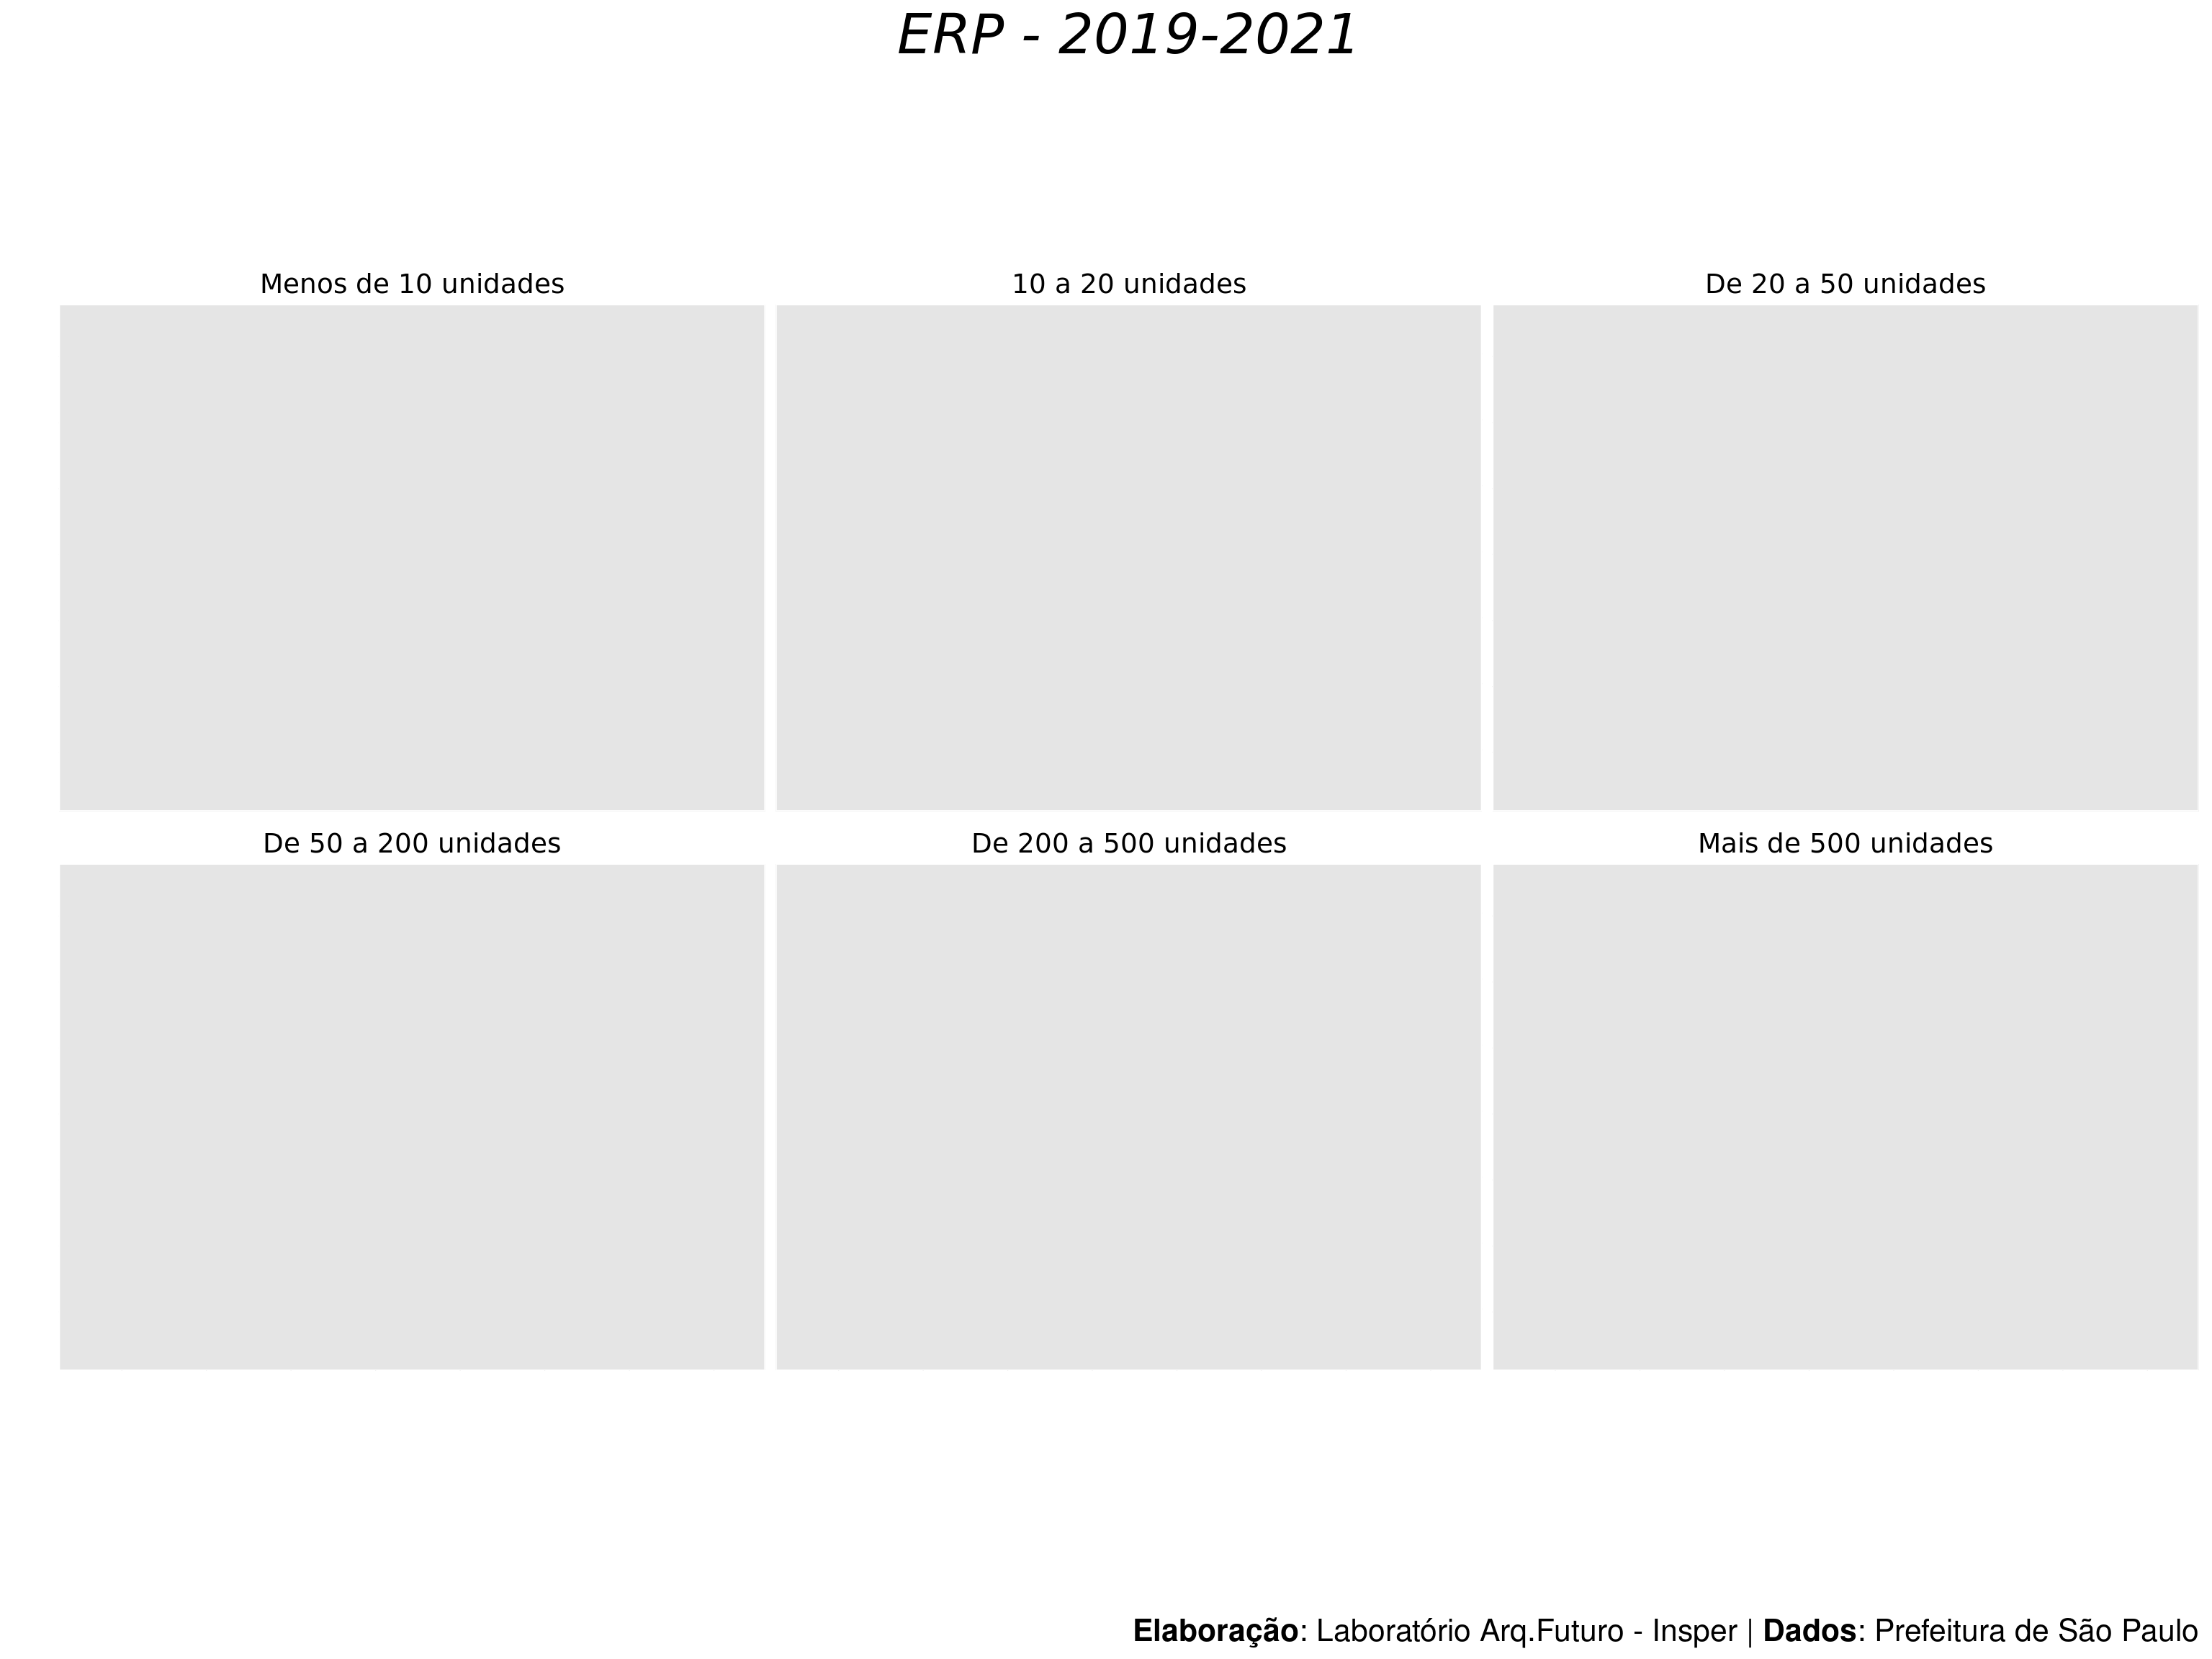 ERP - 2019-2021
Menos de 10 unidades
10 a 20 unidades
De 20 a 50 unidades
De 50 a 200 unidades
De 200 a 500 unidades
Mais de 500 unidades
Elaboração: Laboratório Arq.Futuro - Insper | Dados: Prefeitura de São Paulo